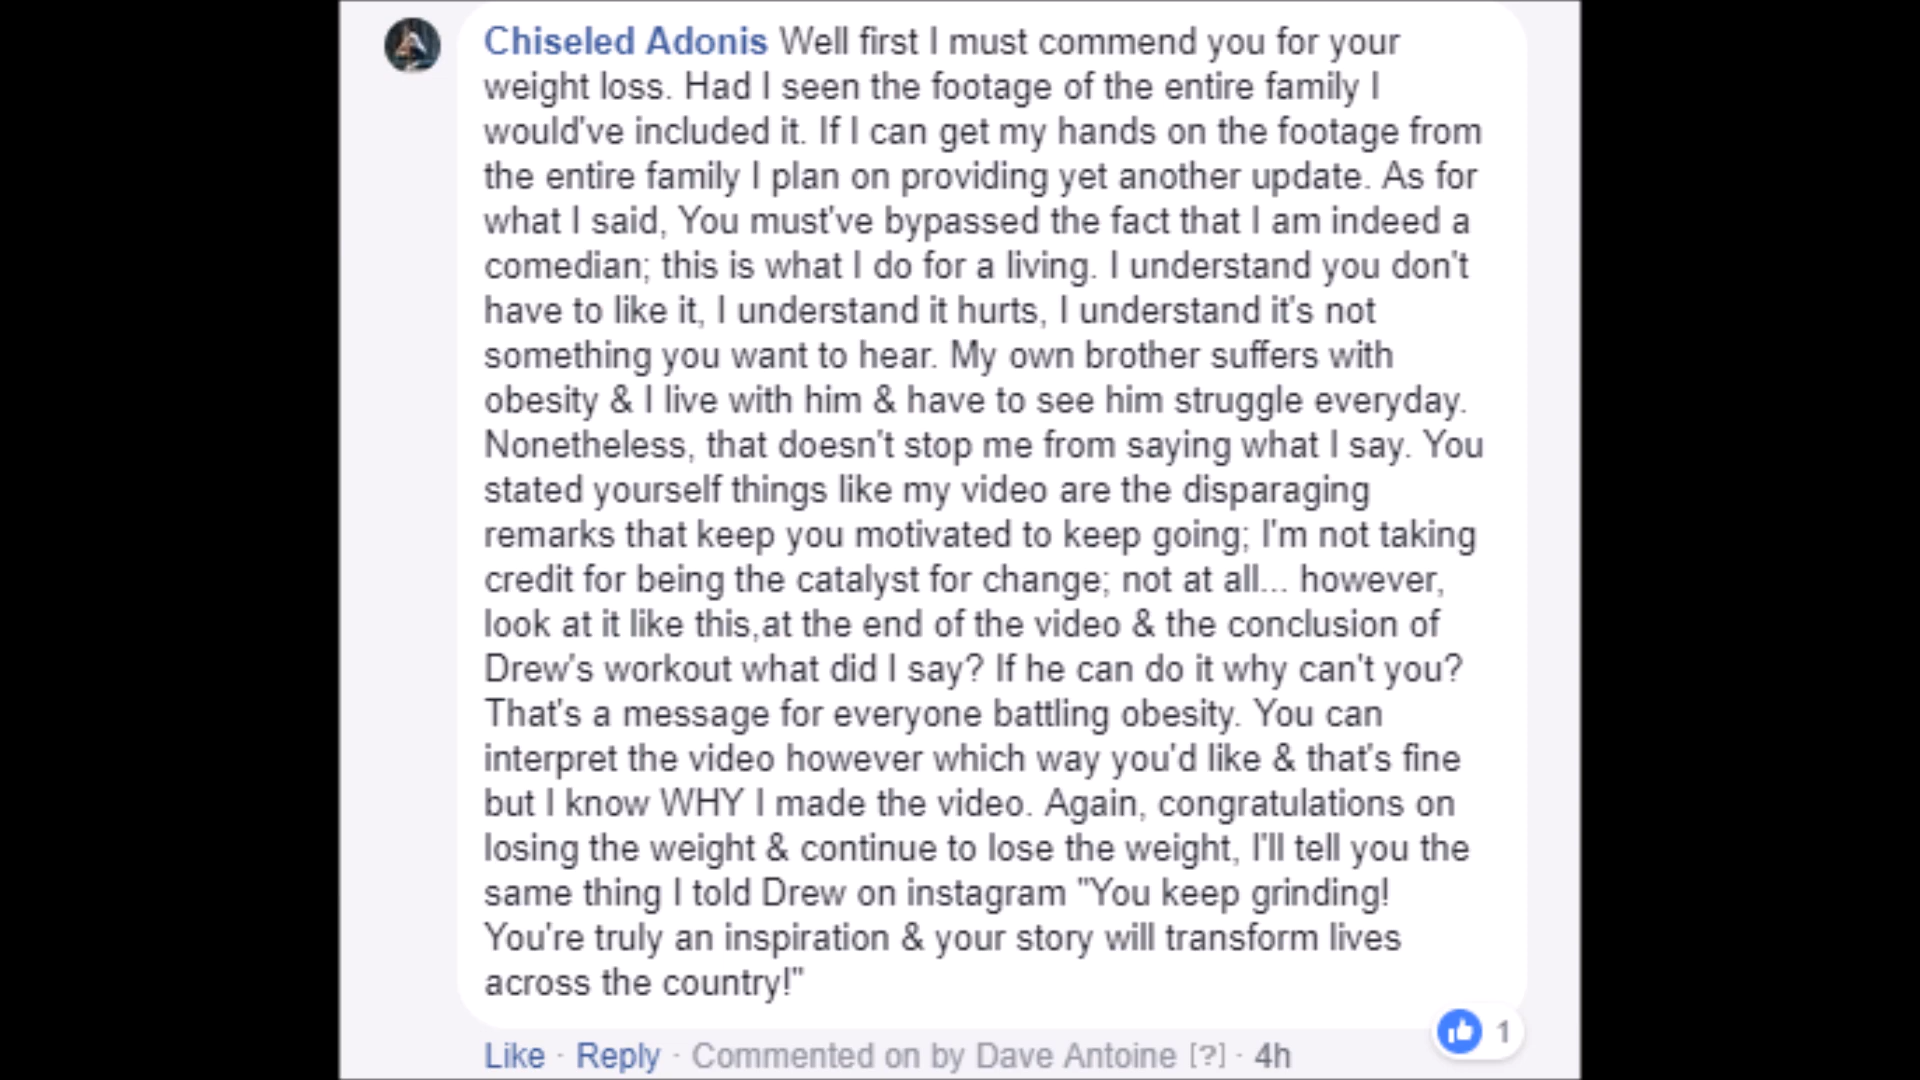 Chiseled Adonis Well first I must commend you for your
weight loss. Had I seen the footage of the entire family I
would've included it. If I can get my hands on the footage from
the entire family I plan on providing yet another update. As for
what I said, You must've bypassed the fact that I am indeed a
comedian; this is what I do for a living. I understand you don't
have to like it, I understand it hurts, I understand it's not
something you want to hear. My own brother suffers with
obesity & I live with him & have to see him struggle everyday.
Nonetheless, that doesn't stop me from saying what I say. You
stated yourself things like my video are the disparaging
remarks that keep you motivated to keep going; I'm not taking
credit for being the catalyst for change; not at all... however,
look at it like this,at the end of the video & the conclusion of
Drew's workout what did I say? If he can do it why can't you?
That's a message for everyone battling obesity. You can
interpret the video however which way you'd like & that's fine
but I know WHY I made the video. Again, congratulations on
losing the weight & continue to lose the weight, I'll tell you the
same thing I told Drew on instagram "You keep grinding!
You're truly an inspiration & your story will transform lives
across the country!"
1
Like · Reply · Commented on by Dave Antoine [?] · 4h